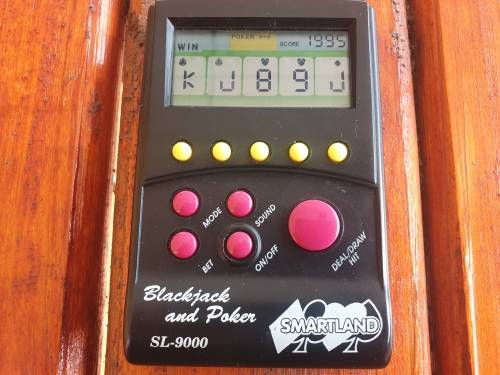 WIN POKER SCORE 1995
K J 8 9 J
MODE SOUND
BET ON/OFF DEAL/DRAW
HIT
Blackjack
and Poker
SMARTLAND
SL-9000